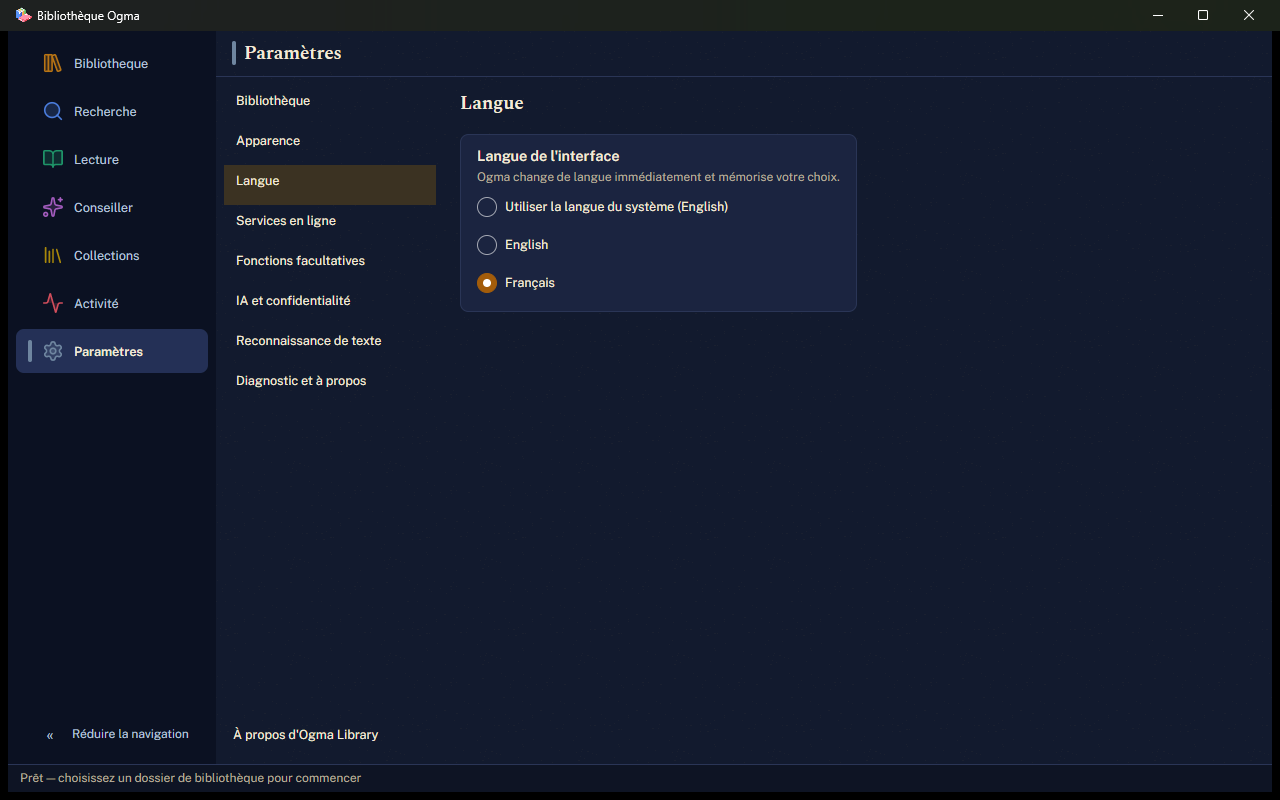 Bibliothèque Ogma
Bibliotheque
Recherche
Lecture
Conseiller
Collections
Activité
Paramètres
« Réduire la navigation
Paramètres
Bibliothèque
Apparence
Langue
Services en ligne
Fonctions facultatives
IA et confidentialité
Reconnaissance de texte
Diagnostic et à propos
À propos d'Ogma Library
Langue
Langue de l'interface
Ogma change de langue immédiatement et mémorise votre choix.
Utiliser la langue du système (English)
English
Français
Prêt — choisissez un dossier de bibliothèque pour commencer